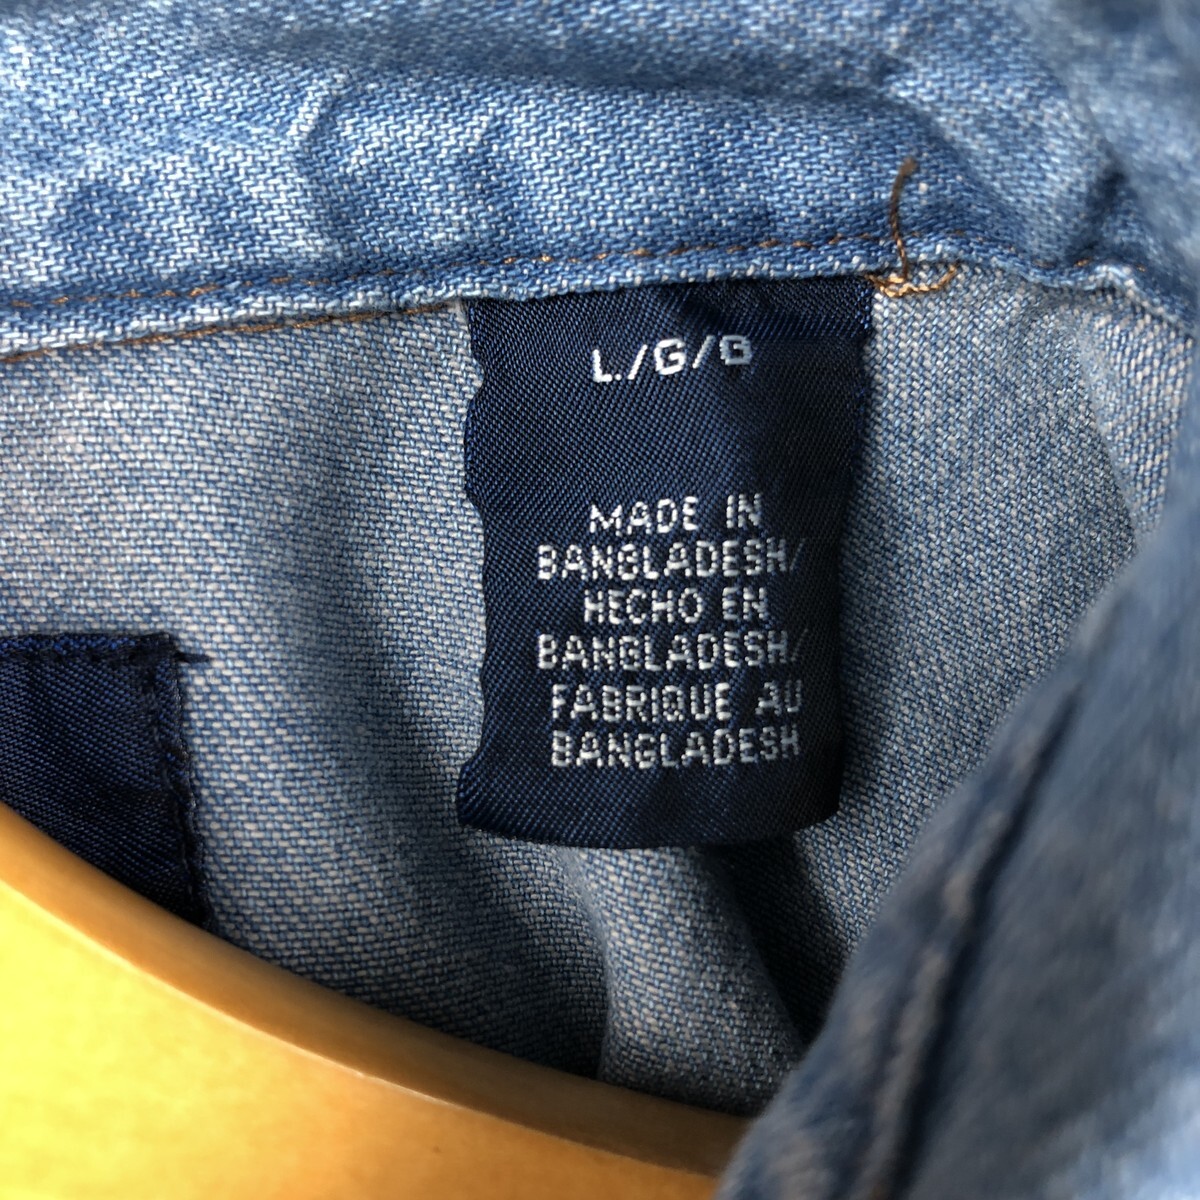 L./G/G
MADE IN
BANGLADESH/
HECHO EN
BANGLADESH/
FABRIQUE AU
BANGLADESH